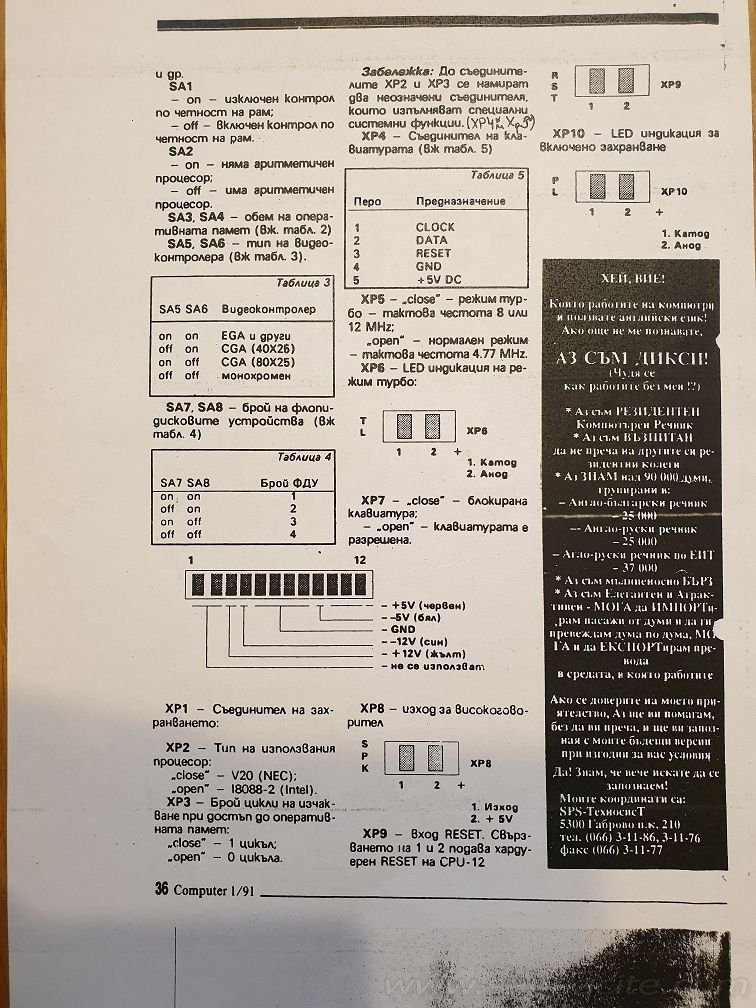 и др.
SA1
– on – изключен контрол
по четност на рам;
– off – включен контрол по
четност на рам.
SA2
– on – няма аритметичен
процесор;
– off – има аритметичен
процесор.
SA3, SA4 – обем на опера-
тивната памет (вж. табл. 2)
SA5, SA6 – тип на видео-
контролера (вж табл. 3).
Таблица 3
SA5 SA6 Видеоконтролер
on on EGA и други
off on CGA (40X26)
on off CGA (80X25)
off off монохромен
SA7, SA8 – брой на флопи-
дисковите устройства (вж
табл. 4)
Таблица 4
SA7 SA8 Брой ФДУ
on on 1
off on 2
on off 3
off off 4
1 12
– +5V (червен)
– –5V (бял)
– GND
– –12V (син)
– +12V (жълт)
– не се използват
XP1 – Съединител на зах-
ранването:
XP2 – Тип на използвания
процесор:
„close“ – V20 (NEC);
„open“ – I8088-2 (Intel).
XP3 – Брой цикли на изчак-
ване при достъп до оператив-
ната памет:
„close“ – 1 цикъл;
„open“ – 0 цикъла.
Забележка: До съедините-
лите XP2 и XP3 се намират
два неозначени съединителя,
които изпълняват специални
системни функции.
XP4 – Съединител на кла-
виатурата (вж табл. 5)
Таблица 5
Перо Предназначение
1 CLOCK
2 DATA
3 RESET
4 GND
5 +5V DC
XP5 – „close“ – режим тур-
бо – тактова честота 8 или
12 MHz;
„open“ – нормален режим
– тактова честота 4.77 MHz.
XP6 – LED индикация на ре-
жим турбо:
T
L
XP6
1 2 +
1. Катод
2. Анод
XP7 – „close“ – блокирана
клавиатура;
– „open“ – клавиатурата е
разрешена.
XP8 – изход за високогово-
рител
S
P
K
XP8
1 2 +
1. Изход
2. + 5V
XP9 – вход RESET. Свърз-
ването на 1 и 2 подава харду-
ерен RESET на CPU-12
R
S
T
XP9
1 2
XP10 – LED индикация за
включено захранване
P
L
XP10
1 2 +
1. Катод
2. Анод
ХЕЙ, ВИЕ!
Които работите на компютри
и ползвате английски език!
Ако още не ме познавате,
АЗ СЪМ ДИКСИ!
(Чудя се
как работите без мен !?)
* Аз съм РЕЗИДЕНТЕН
Компютърен Речник
* Аз съм ВЪЗПИТАН
да не преча на другите си ре-
зидентни колеги
* Аз ЗНАМ над 90 000 думи,
групирани в:
– Англо-български речник
– 25 000
–- Англо-руски речник
– 25 000
– Агло-руски речник по ЕИТ
– 37 000
* Аз съм мълниеносно БЪРЗ
* Аз съм Елегантен и Атрак-
тивен - МОГА да ИМПОРТи-
рам пасажи от думи и да ги
превеждам дума по дума, МО-
ГА и да ЕКСПОРТирам пре-
вода
в средата, в която работите
Ако се доверите на моето при-
ятелство, Аз ще ви помагам,
без да ви преча, и ще ви запоз-
ная с моите бъдещи версии
при изгодни за вас условия
Да! Знам, че вече искате да се
запознаем!
Моите координати са:
SPS-ТехносисТ
5300 Габрово п.к. 210
тел. (066) 3-11-86, 3-11-76
факс (066) 3-11-77
36 Computer 1/91